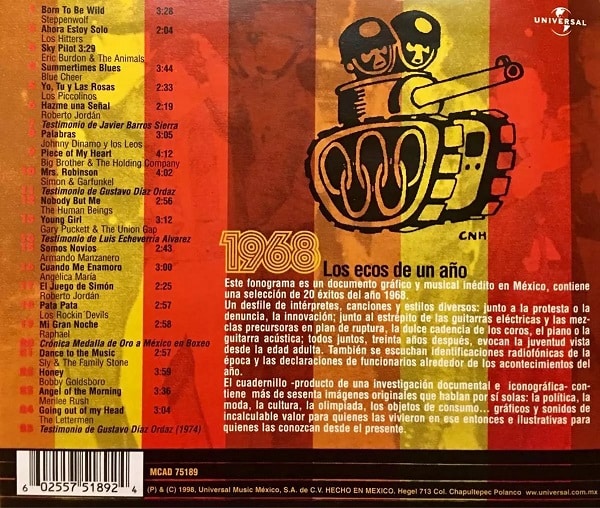 Born To Be Wild 3:28
Steppenwolf
Ahora Estoy Solo 2:04
Los Hitters
Sky Pilot 3:29
Eric Burdon & The Animals
Summertimes Blues 3:44
Blue Cheer
Yo, Tu y Las Rosas 2:33
Los Piccolinos
Hazme una Señal 2:19
Roberto Jordán
Testimonio de Javier Barros Sierra
Palabras 3:01
Johnny Dinamo y los Leos
Piece of My Heart 4:12
Big Brother & The Holding Company
Mrs. Robinson 4:02
Simon & Garfunkel
Testimonio de Gustavo Díaz Ordaz
Nobody But Me 2:56
The Human Beings
Young Girl 3:12
Gary Puckett & The Union Gap
Testimonio de Luis Echeverría Alvarez
Somos Novios 2:43
Armando Manzanero
Cuando Me Enamoro 3:00
Angélica María
El Juego de Simón 2:22
Roberto Jordán
Pata Pata 2:20
Los Rockin Devils
Mi Gran Noche 2:58
Raphael
Crónica Medalla de Oro a México en Boxeo
Dance to the Music 2:57
Sly & The Family Stone
Honey 3:59
Bobby Goldsboro
Angel of the Morning 3:36
Merilee Rush
Going out of my Head 3:04
The Lettermen
Testimonio de Gustavo Díaz Ordaz (1974)
UNIVERSAL
CNH
1968
Los ecos de un año
Este fonograma es un documento gráfico y musical inédito en México, contiene
una selección de 20 éxitos del año 1968.
Un desfile de intérpretes, canciones y estilos diversos: junto a la protesta o la
denuncia, la innovación; junto al estrépito de las guitarras eléctricas y las mez-
clas precursoras en plan de ruptura, la dulce cadencia de los coros, el piano o la
guitarra acústica; todos juntos, treinta años después, evocan la juventud vista
desde la edad adulta. También se escuchan identificaciones radiofónicas de la
época y las declaraciones de funcionarios alrededor de los acontecimientos del
año.
El cuadernillo -producto de una investigación documental e iconográfica- con-
tiene más de sesenta imágenes originales que hablan por sí solas: la política, la
moda, la cultura, la olimpiada, los objetos de consumo... gráficos y sonidos de
incalculable valor para quienes las vivieron en ese entonces e ilustrativas para
quienes las conozcan desde el presente.
MCAD 75189
6 02557 51892 4
(P) & (C) 1998, Universal Music México, S.A. de C.V. HECHO EN MEXICO. Hegel 713 Col. Chapultepec Polanco www.universal.com.mx